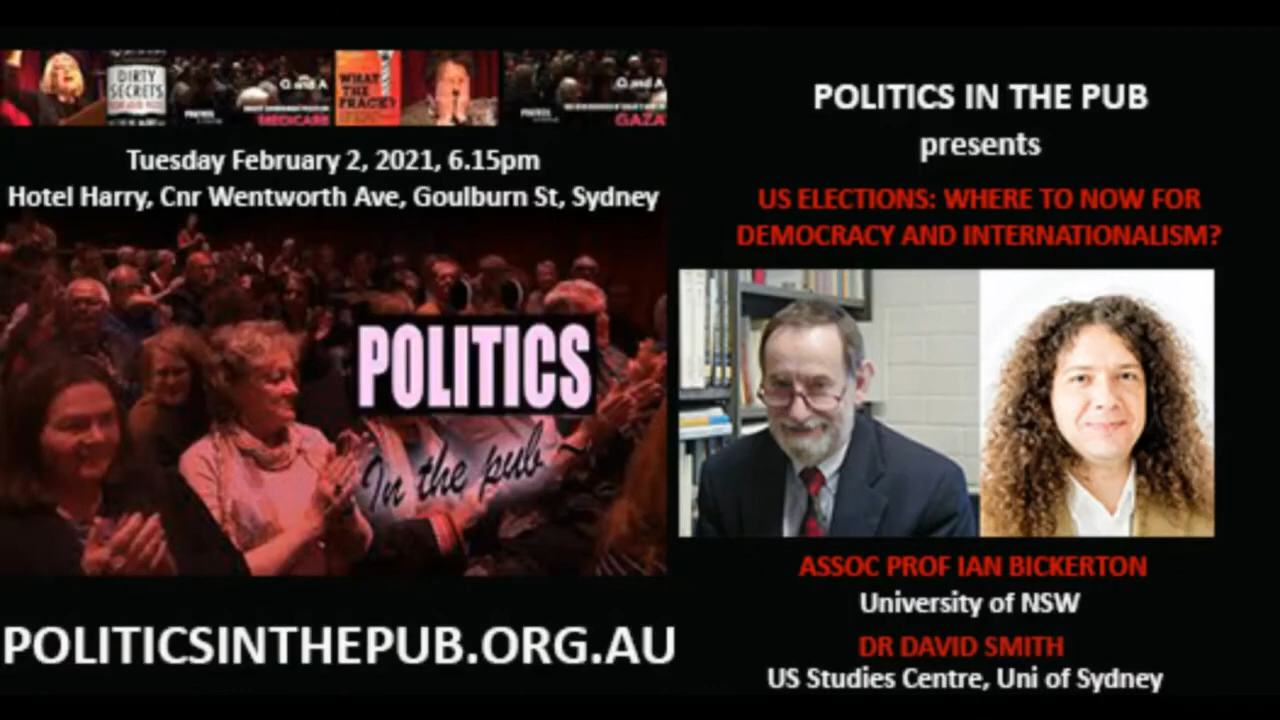 DIRTY
SECRETS
Q and A
MEDICARE
WHAT
THE
FRACK?
Q and A
GAZA
Tuesday February 2, 2021, 6.15pm
Hotel Harry, Cnr Wentworth Ave, Goulburn St, Sydney
POLITICS
In the pub
POLITICSINTHEPUB.ORG.AU
POLITICS IN THE PUB
presents
US ELECTIONS: WHERE TO NOW FOR
DEMOCRACY AND INTERNATIONALISM?
ASSOC PROF IAN BICKERTON
University of NSW
DR DAVID SMITH
US Studies Centre, Uni of Sydney